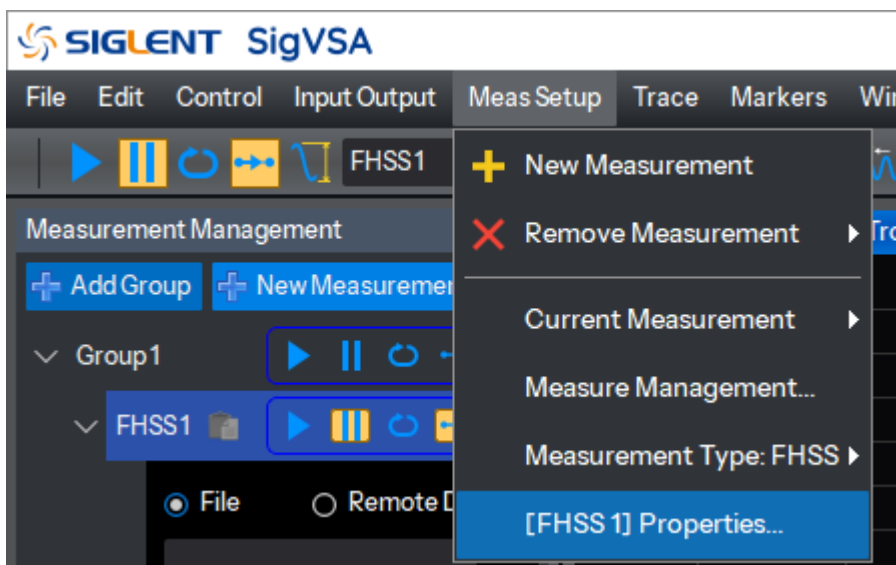 SIGLENT SigVSA
File Edit Control Input Output Meas Setup Trace Markers
FHSS1
New Measurement
Measurement Management
Remove Measurement
Add Group
Current Measurement
Group1
Measure Management...
FHSS1
Measurement Type: FHSS
File Remote
[FHSS 1] Properties...